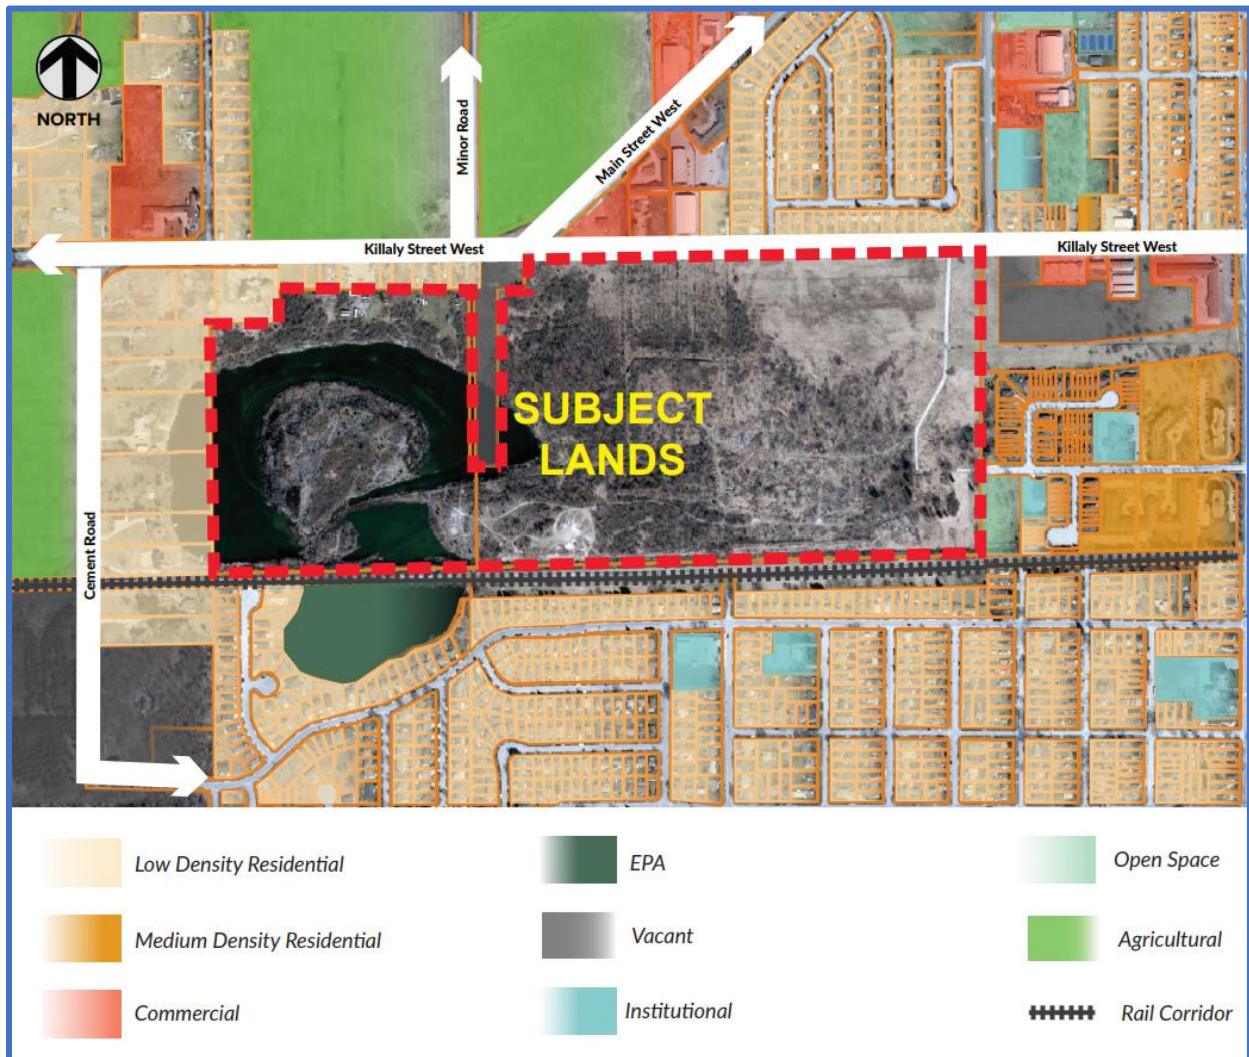 NORTH
Minor Road
Main Street West
Killaly Street West
Killaly Street West
SUBJECT
LANDS
Cement Road
Low Density Residential
EPA
Open Space
Medium Density Residential
Vacant
Agricultural
Commercial
Institutional
Rail Corridor